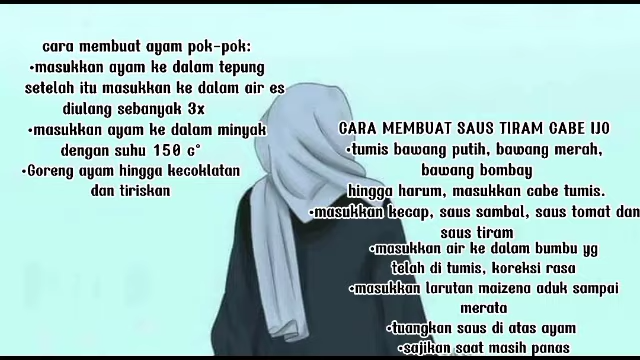 cara membuat ayam pok-pok:
•masukkan ayam ke dalam tepung
setelah itu masukkan ke dalam air es
diulang sebanyak 3x
•masukkan ayam ke dalam minyak
dengan suhu 150 c°
•Goreng ayam hingga kecoklatan
dan tiriskan
CARA MEMBUAT SAUS TIRAM CABE IJO
•tumis bawang putih, bawang merah,
bawang bombay
hingga harum, masukkan cabe tumis.
•masukkan kecap, saus sambal, saus tomat dan
saus tiram
•masukkan air ke dalam bumbu yg
telah di tumis, koreksi rasa
•masukkan larutan maizena aduk sampai
merata
•tuangkan saus di atas ayam
•sajikan saat masih panas